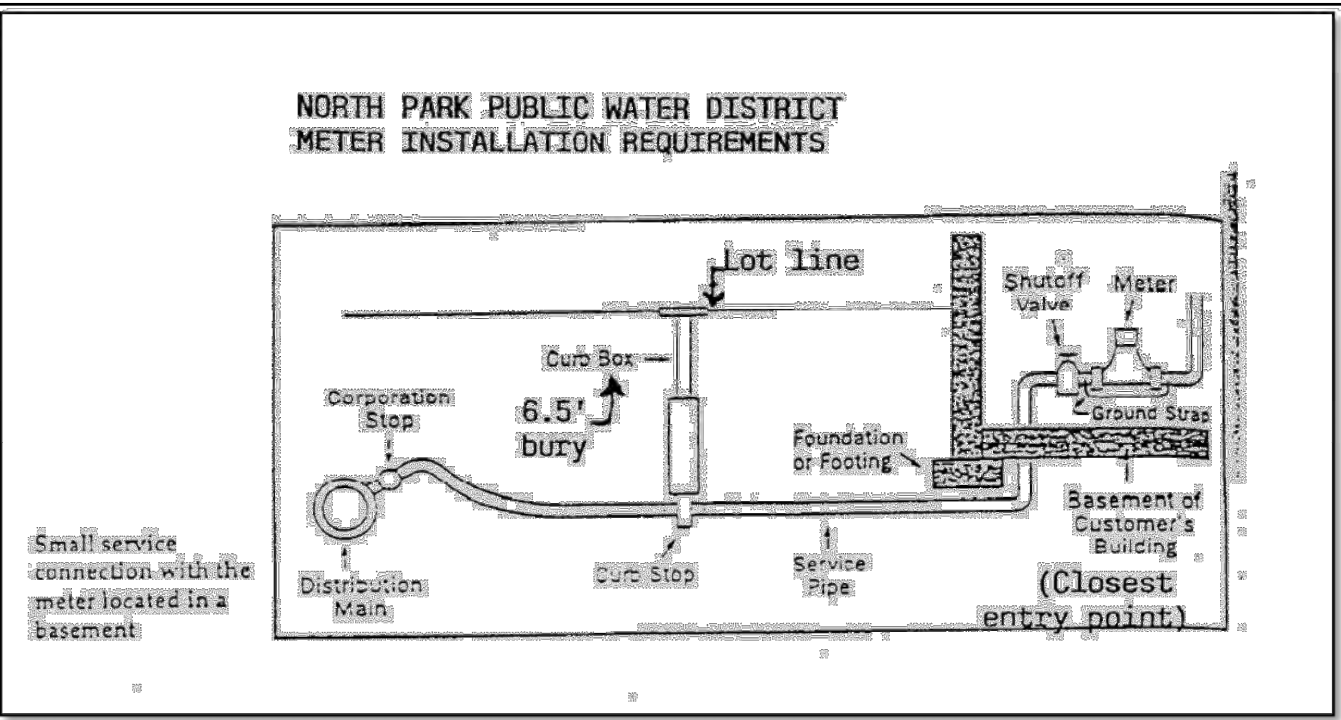 NORTH PARK PUBLIC WATER DISTRICT
METER INSTALLATION REQUIREMENTS
Lot line
Shutoff
Valve
Meter
Curb Box
6.5'
bury
Corporation
Stop
Ground Strap
Foundation
or Footing
Basement of
Customer's
Building
(Closest
entry point)
Small service
connection with the
meter located in a
basement
Distribution
Main
Curb Stop
Service
Pipe